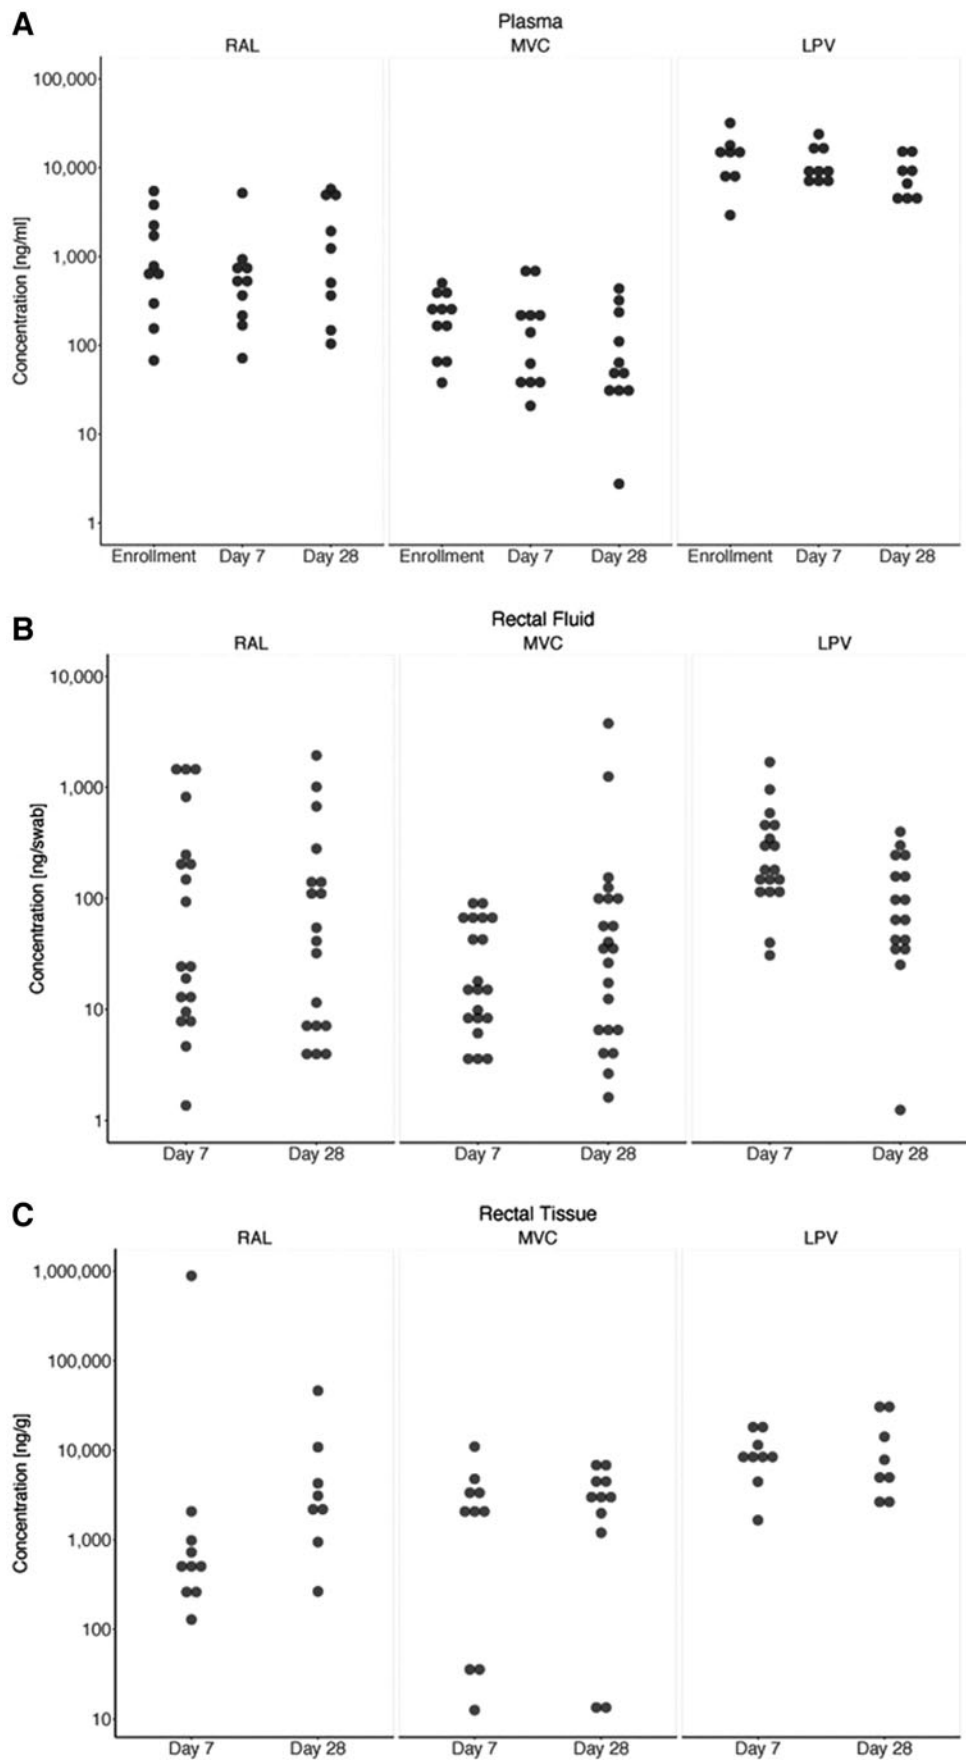 A
Plasma
RAL MVC LPV
Concentration [ng/ml]
100,000
10,000
1,000
100
10
1
Enrollment Day 7 Day 28 Enrollment Day 7 Day 28 Enrollment Day 7 Day 28
B
Rectal Fluid
RAL MVC LPV
Concentration [ng/swab]
10,000
1,000
100
10
1
Day 7 Day 28 Day 7 Day 28 Day 7 Day 28
C
Rectal Tissue
RAL MVC LPV
Concentration [ng/g]
1,000,000
100,000
10,000
1,000
100
10
Day 7 Day 28 Day 7 Day 28 Day 7 Day 28